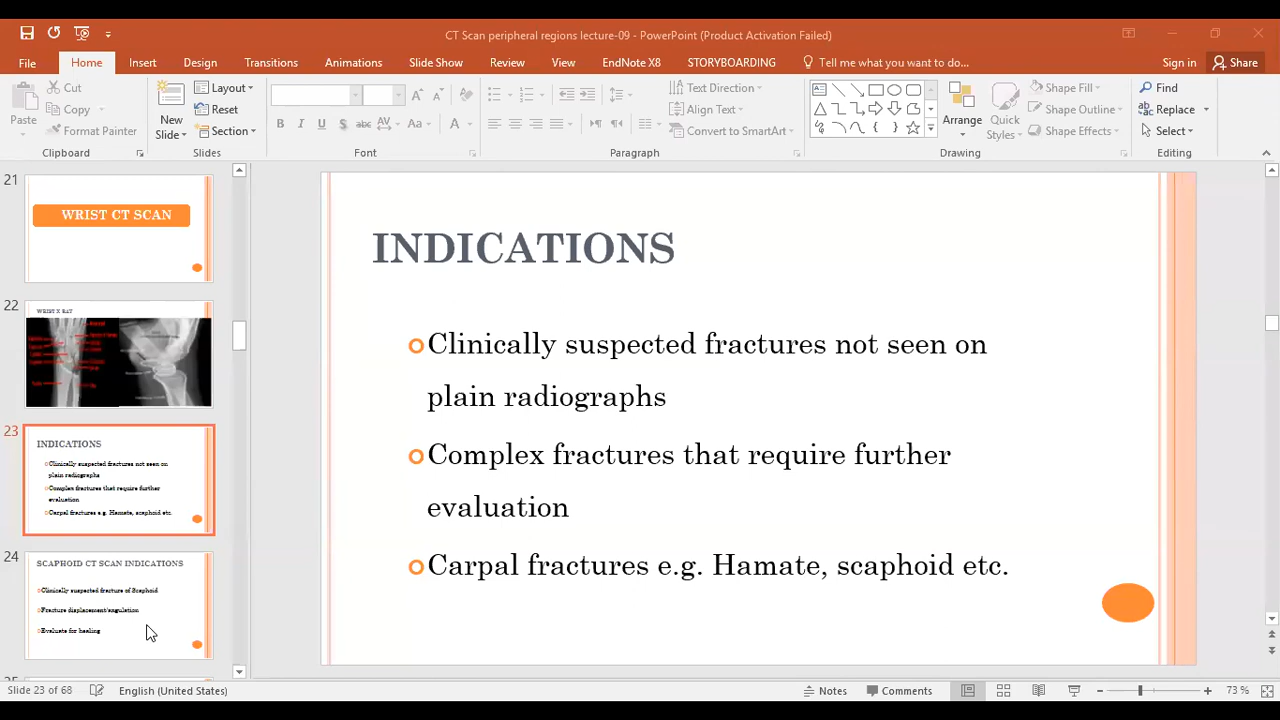 CT Scan peripheral regions lecture-09 - PowerPoint (Product Activation Failed)
File Home Insert Design Transitions Animations Slide Show Review View EndNote X8 STORYBOARDING Tell me what you want to do... Sign in Share
Paste
Cut
Copy
Format Painter
Clipboard
New
Slide
Layout
Reset
Section
Slides
B I U S abc AV Aa A
Font
Paragraph
Text Direction
Align Text
Convert to SmartArt
Arrange
Quick
Styles
Drawing
Shape Fill
Shape Outline
Shape Effects
Find
Replace
Select
Editing
21
WRIST CT SCAN
22
WRIST X RAY
23
INDICATIONS
Clinically suspected fractures not seen on
plain radiographs
Complex fractures that require further
evaluation
Carpal fractures e.g. Hamate, scaphoid etc.
24
SCAPHOID CT SCAN INDICATIONS
Clinically suspected fracture of Scaphoid
Fracture displacement/angulation
Evaluate for healing
INDICATIONS
Clinically suspected fractures not seen on
plain radiographs
Complex fractures that require further
evaluation
Carpal fractures e.g. Hamate, scaphoid etc.
Slide 23 of 68 English (United States) Notes Comments 73 %